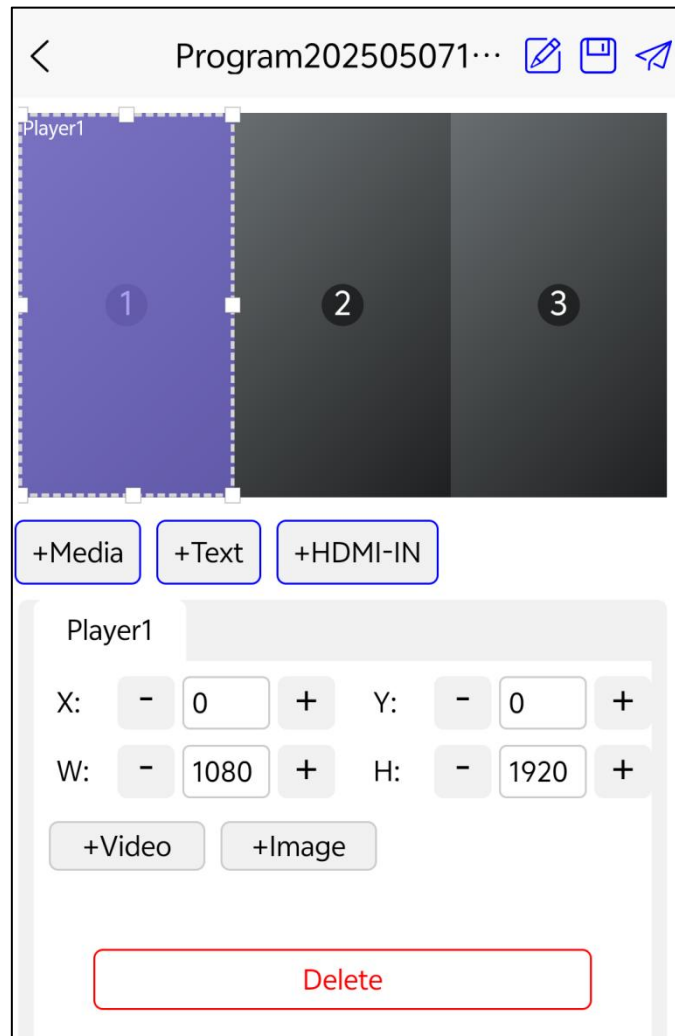 Program202505071···
Player1
1 2 3
+Media +Text +HDMI-IN
Player1
X: - 0 + Y: - 0 +
W: - 1080 + H: - 1920 +
+Video +Image
Delete